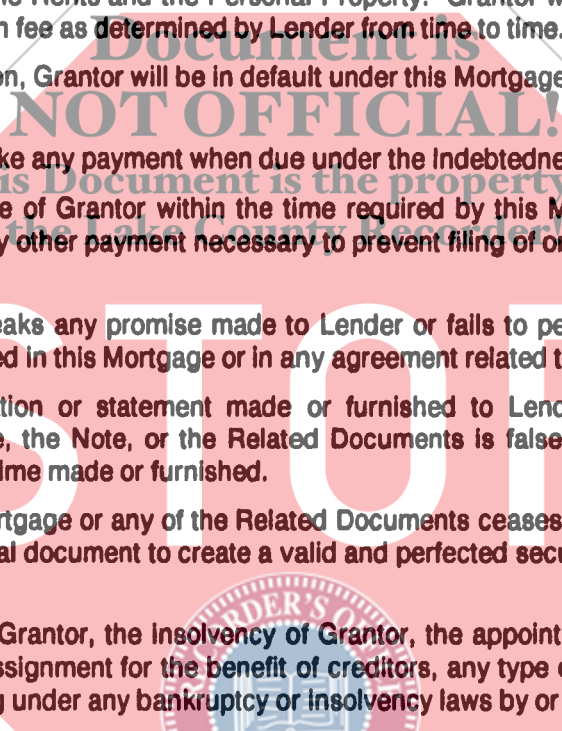 the Rents and the Personal Property. Grantor w
n fee as determined by Lender from time to time.
Document is
on, Grantor will be in default under this Mortgage
NOT OFFICIAL!
ke any payment when due under the Indebtedne
is Document is the property
e of Grantor within the time required by this M
the Lake County Recorder!
y other payment necessary to prevent filing of or
STOP
eaks any promise made to Lender or fails to pe
ed in this Mortgage or in any agreement related t
tion or statement made or furnished to Lend
e, the Note, or the Related Documents is false
ime made or furnished.
rtgage or any of the Related Documents ceases
al document to create a valid and perfected secu
RECORDER'S OFFI
Grantor, the insolvency of Grantor, the appoint
ssignment for the benefit of creditors, any type o
g under any bankruptcy or insolvency laws by or